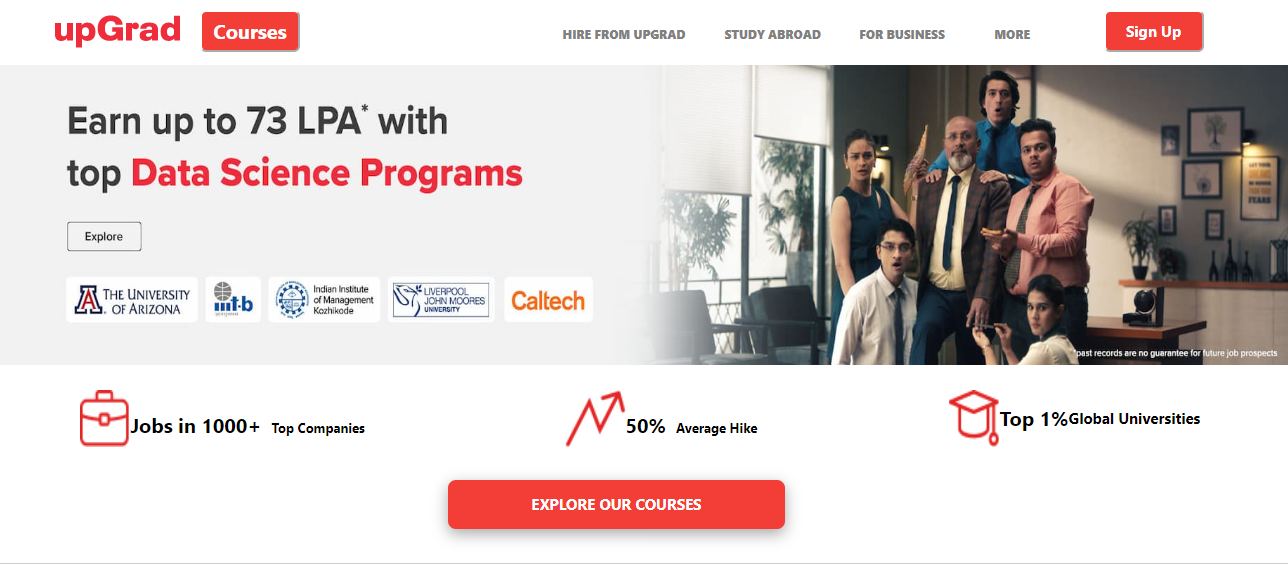 upGrad
Courses
HIRE FROM UPGRAD
STUDY ABROAD
FOR BUSINESS
MORE
Sign Up
Earn up to 73 LPA* with
top Data Science Programs
Explore
THE UNIVERSITY
OF ARIZONA
iiit-b
Indian Institute
of Management
Kozhikode
LIVERPOOL
JOHN MOORES
UNIVERSITY
Caltech
FEARS
*past records are no guarantee for future job prospects
Jobs in 1000+ Top Companies
50% Average Hike
Top 1%Global Universities
EXPLORE OUR COURSES